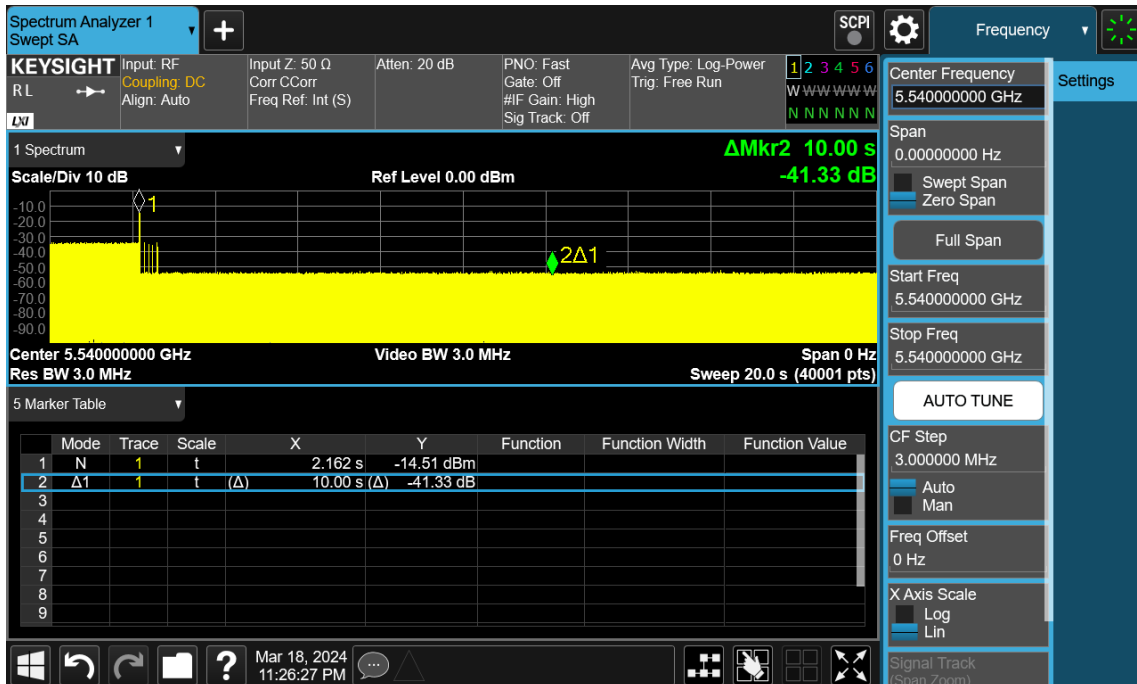 Spectrum Analyzer 1
Swept SA
+
SCPI
Frequency
KEYSIGHT
RL
LXI
Input: RF
Coupling: DC
Align: Auto
Input Z: 50 Ω
Corr CCorr
Freq Ref: Int (S)
Atten: 20 dB
PNO: Fast
Gate: Off
#IF Gain: High
Sig Track: Off
Avg Type: Log-Power
Trig: Free Run
1 2 3 4 5 6
W W W W W W
N N N N N N
1 Spectrum
ΔMkr2 10.00 s
-41.33 dB
Scale/Div 10 dB
Ref Level 0.00 dBm
-10.0
-20.0
-30.0
-40.0
-50.0
-60.0
-70.0
-80.0
-90.0
1
2Δ1
Center 5.540000000 GHz
Video BW 3.0 MHz
Span 0 Hz
Res BW 3.0 MHz
Sweep 20.0 s (40001 pts)
5 Marker Table
Mode Trace Scale X Y Function Function Width Function Value
1 N 1 t 2.162 s -14.51 dBm
2 Δ1 1 t (Δ) 10.00 s (Δ) -41.33 dB
3
4
5
6
7
8
9
?
Mar 18, 2024
11:26:27 PM
Center Frequency
5.540000000 GHz
Span
0.00000000 Hz
Swept Span
Zero Span
Full Span
Start Freq
5.540000000 GHz
Stop Freq
5.540000000 GHz
AUTO TUNE
CF Step
3.000000 MHz
Auto
Man
Freq Offset
0 Hz
X Axis Scale
Log
Lin
Signal Track
(Span Zoom)
Settings